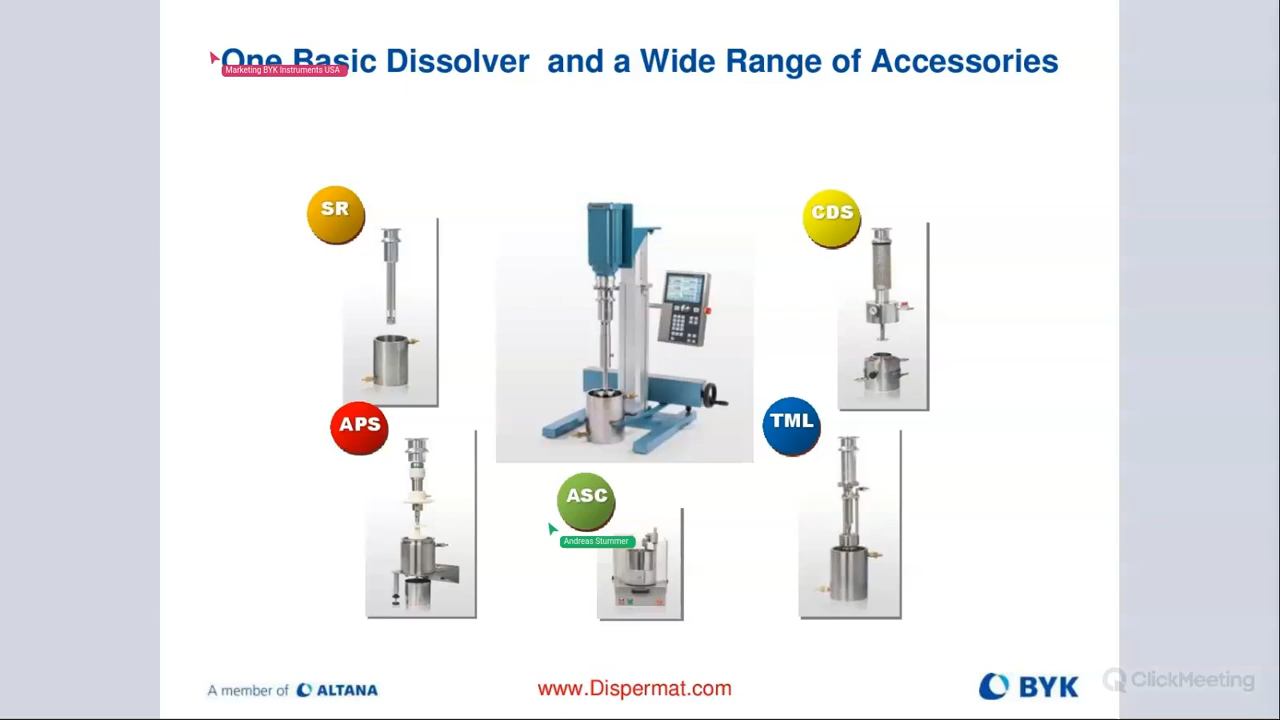 One Basic Dissolver and a Wide Range of Accessories
Marketing BYK Instruments USA
SR
CDS
APS
TML
ASC
Andreas Stummer
A member of ALTANA
www.Dispermat.com
BYK
ClickMeeting